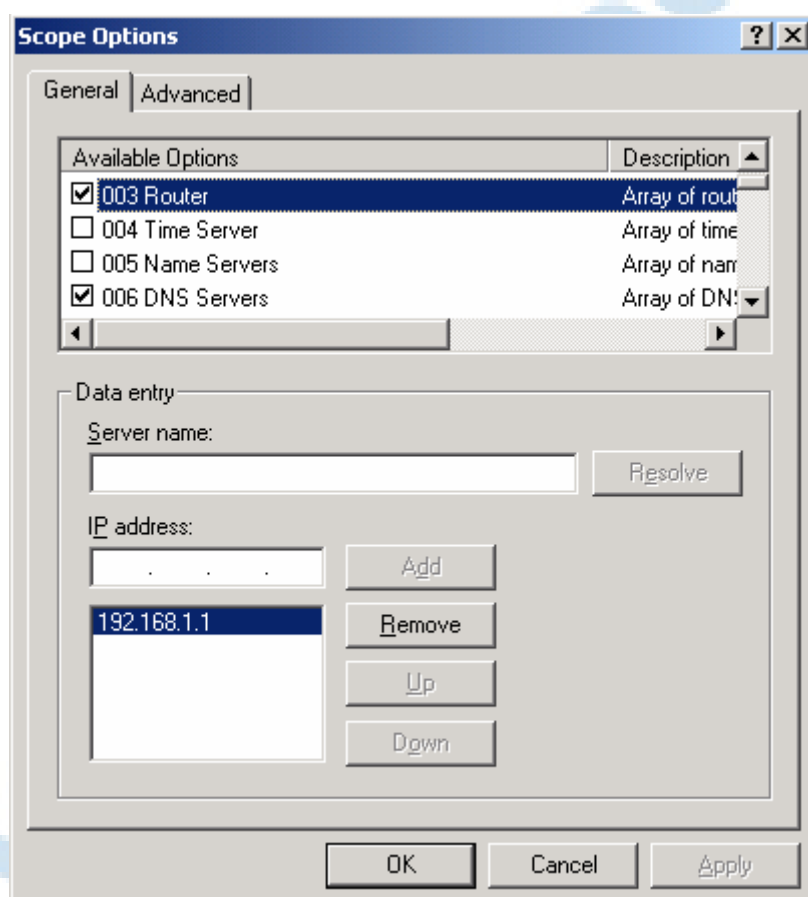 Scope Options
General Advanced
Available Options Description
003 Router Array of rout
004 Time Server Array of time
005 Name Servers Array of nam
006 DNS Servers Array of DNS
Data entry
Server name:
Resolve
IP address:
. . . Add
192.168.1.1 Remove
Up
Down
OK Cancel Apply